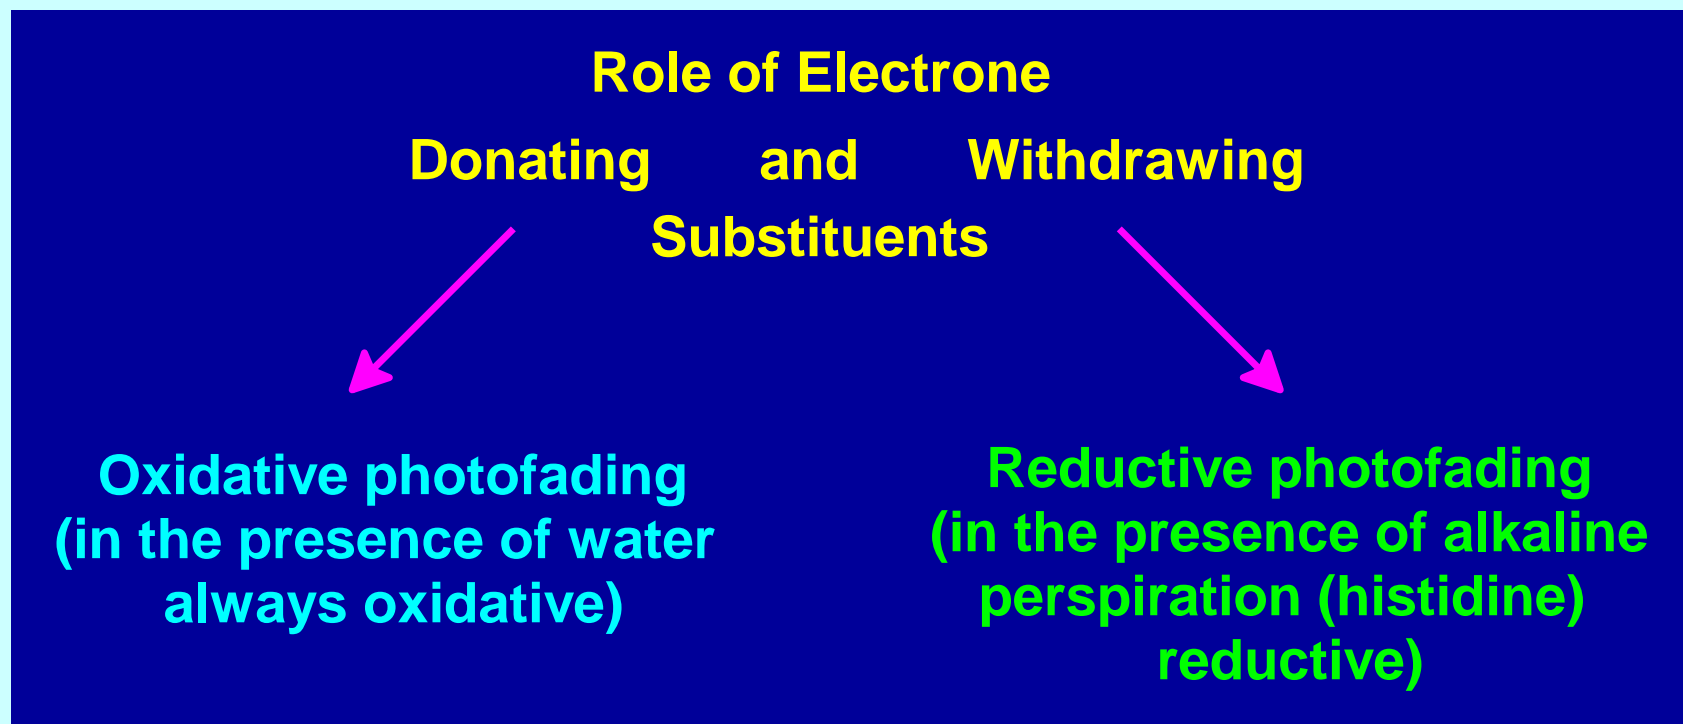 Role of Electrone
Donating and Withdrawing
Substituents
Oxidative photofading
(in the presence of water
always oxidative)
Reductive photofading
(in the presence of alkaline
perspiration (histidine)
reductive)